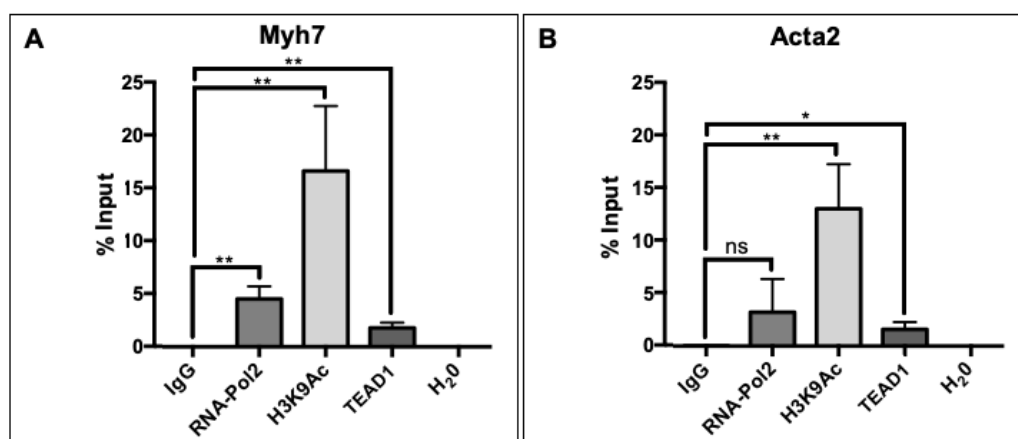 A
Myh7
**
**
**
25
20
15
10
5
0
% Input
IgG
RNA-Pol2
H3K9Ac
TEAD1
H₂0
B
Acta2
*
**
ns
25
20
15
10
5
0
% Input
IgG
RNA-Pol2
H3K9Ac
TEAD1
H₂0